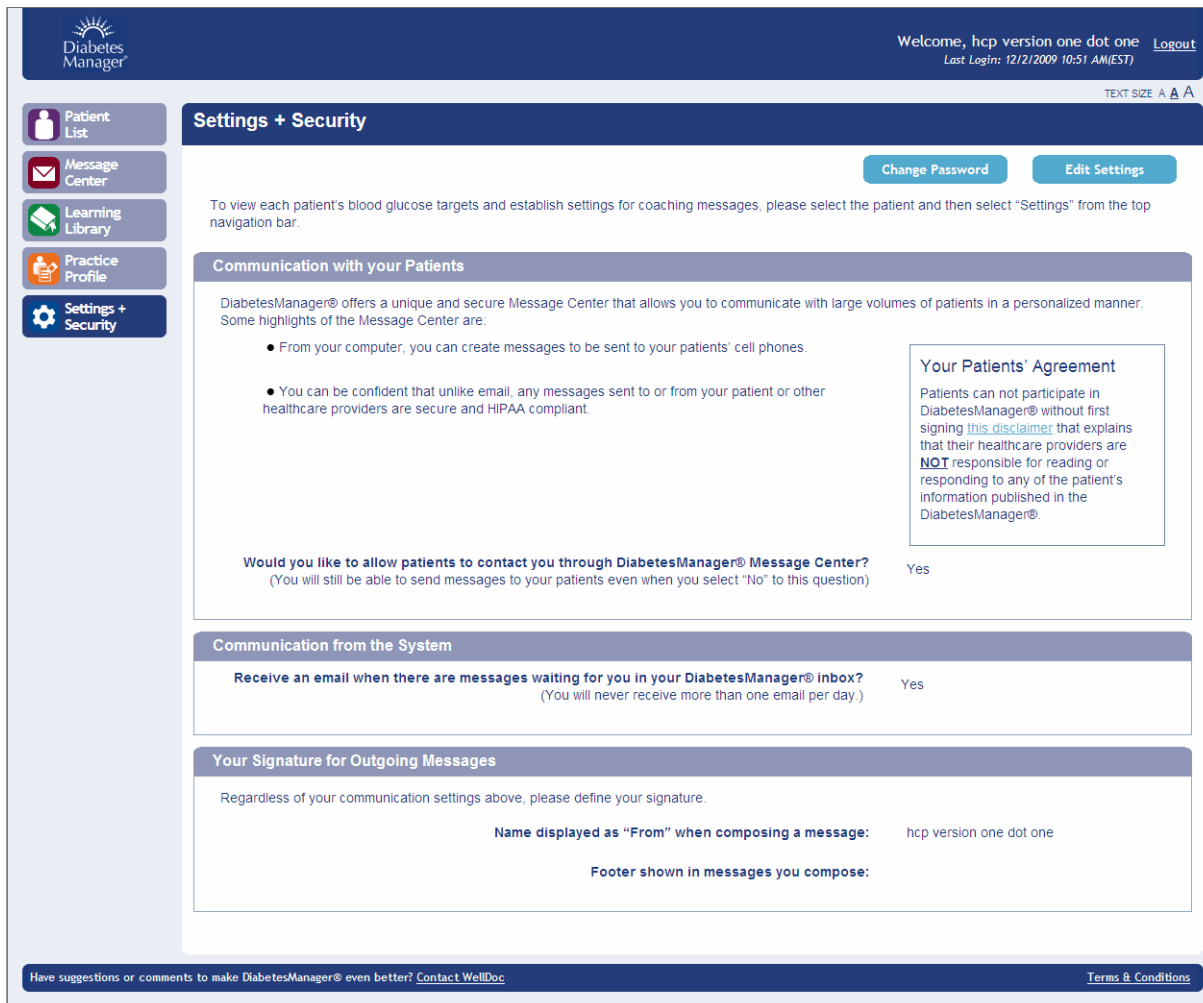 Diabetes
Manager®
Welcome, hcp version one dot one Logout
Last Login: 12/2/2009 10:51 AM(EST)
TEXT SIZE A A A
Patient
List
Message
Center
Learning
Library
Practice
Profile
Settings +
Security
Settings + Security
Change Password
Edit Settings
To view each patient's blood glucose targets and establish settings for coaching messages, please select the patient and then select “Settings” from the top
navigation bar.
Communication with your Patients
DiabetesManager® offers a unique and secure Message Center that allows you to communicate with large volumes of patients in a personalized manner.
Some highlights of the Message Center are:
● From your computer, you can create messages to be sent to your patients’ cell phones.
● You can be confident that unlike email, any messages sent to or from your patient or other
healthcare providers are secure and HIPAA compliant.
Your Patients’ Agreement
Patients can not participate in
DiabetesManager® without first
signing this disclaimer that explains
that their healthcare providers are
NOT responsible for reading or
responding to any of the patient’s
information published in the
DiabetesManager®.
Would you like to allow patients to contact you through DiabetesManager® Message Center?
(You will still be able to send messages to your patients even when you select “No” to this question)
Yes
Communication from the System
Receive an email when there are messages waiting for you in your DiabetesManager® inbox?
(You will never receive more than one email per day.)
Yes
Your Signature for Outgoing Messages
Regardless of your communication settings above, please define your signature.
Name displayed as “From” when composing a message: hcp version one dot one
Footer shown in messages you compose:
Have suggestions or comments to make DiabetesManager® even better? Contact WellDoc
Terms & Conditions